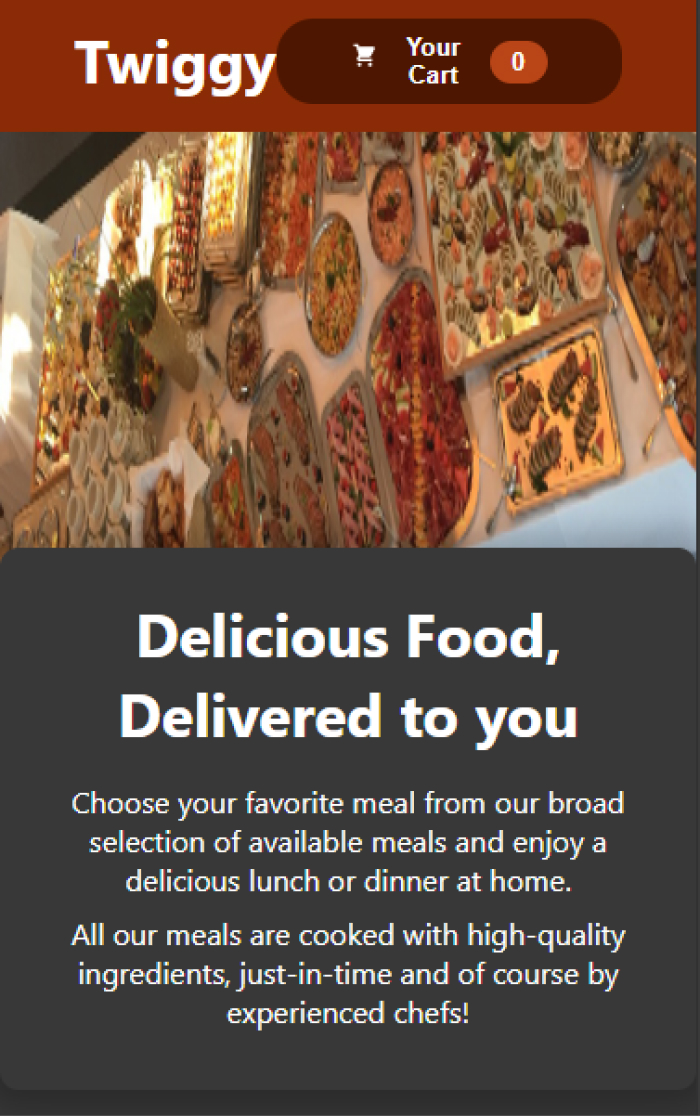 Twiggy
Your
Cart
0
Delicious Food,
Delivered to you
Choose your favorite meal from our broad
selection of available meals and enjoy a
delicious lunch or dinner at home.
All our meals are cooked with high-quality
ingredients, just-in-time and of course by
experienced chefs!